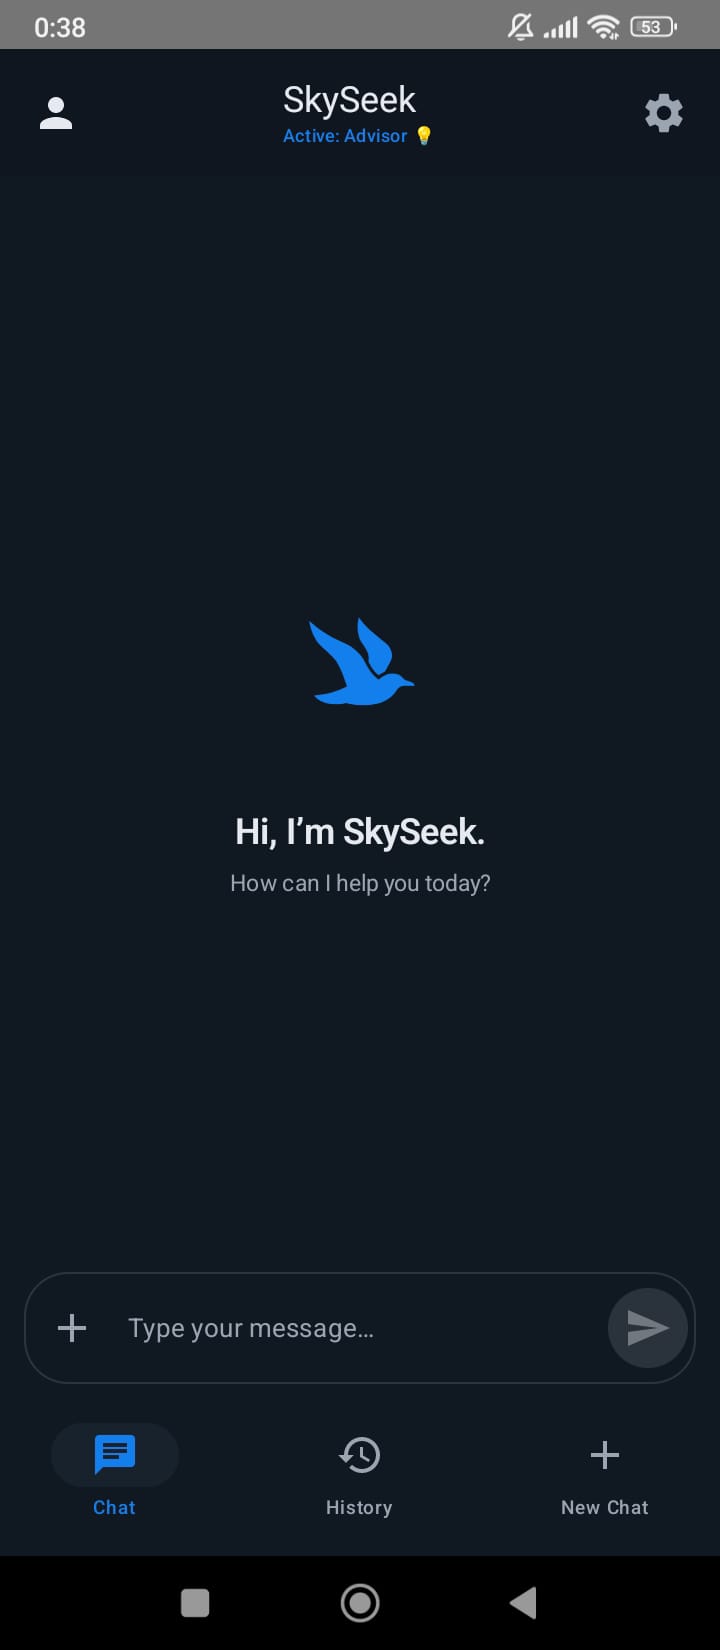 0:38
53
SkySeek
Active: Advisor 💡
Hi, I’m SkySeek.
How can I help you today?
Type your message...
Chat
History
New Chat